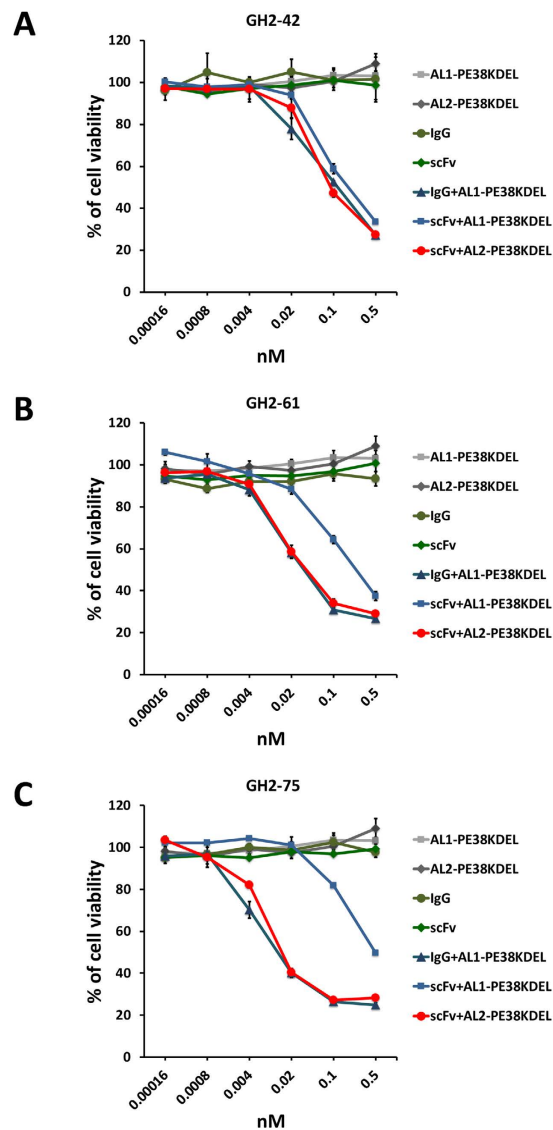 A
GH2-42
% of cell viability
120
100
80
60
40
20
0
0.00016
0.0008
0.004
0.02
0.1
0.5
nM
AL1-PE38KDEL
AL2-PE38KDEL
IgG
scFv
IgG+AL1-PE38KDEL
scFv+AL1-PE38KDEL
scFv+AL2-PE38KDEL
B
GH2-61
% of cell viability
120
100
80
60
40
20
0
0.00016
0.0008
0.004
0.02
0.1
0.5
nM
AL1-PE38KDEL
AL2-PE38KDEL
IgG
scFv
IgG+AL1-PE38KDEL
scFv+AL1-PE38KDEL
scFv+AL2-PE38KDEL
C
GH2-75
% of cell viability
120
100
80
60
40
20
0
0.00016
0.0008
0.004
0.02
0.1
0.5
nM
AL1-PE38KDEL
AL2-PE38KDEL
IgG
scFv
IgG+AL1-PE38KDEL
scFv+AL1-PE38KDEL
scFv+AL2-PE38KDEL